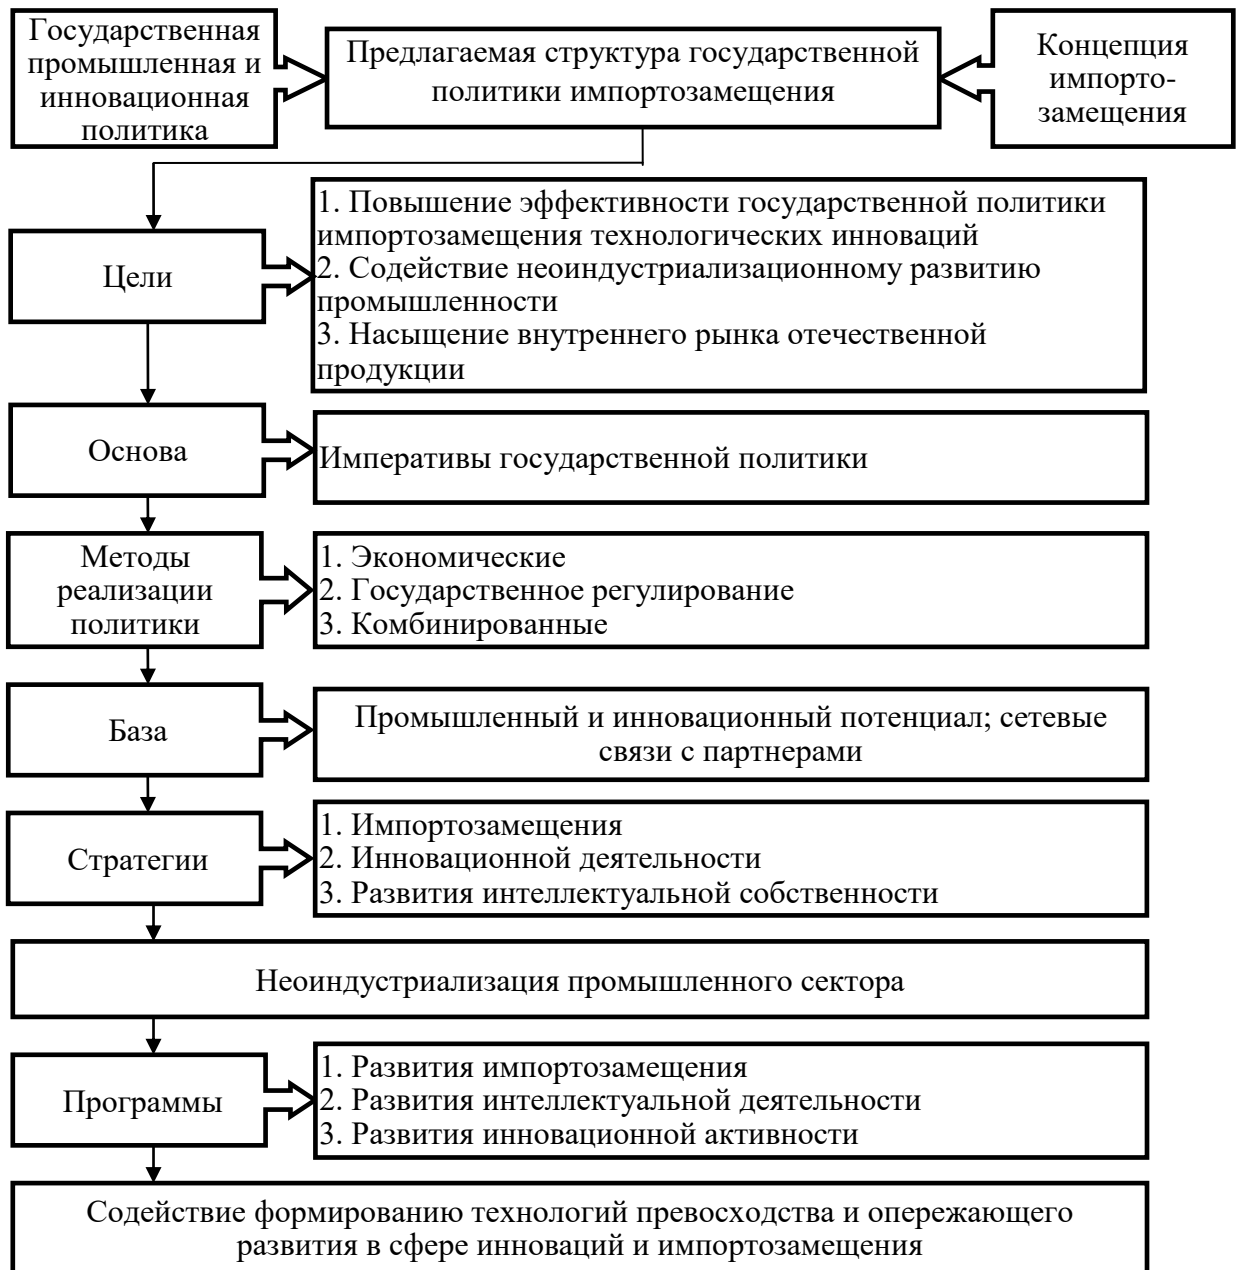 Государственная
промышленная и
инновационная
политика
Предлагаемая структура государственной
политики импортозамещения
Концепция
импорто-
замещения
Цели
1. Повышение эффективности государственной политики
импортозамещения технологических инноваций
2. Содействие неоиндустриализационному развитию
промышленности
3. Насыщение внутреннего рынка отечественной
продукции
Основа
Императивы государственной политики
Методы
реализации
политики
1. Экономические
2. Государственное регулирование
3. Комбинированные
База
Промышленный и инновационный потенциал; сетевые
связи с партнерами
Стратегии
1. Импортозамещения
2. Инновационной деятельности
3. Развития интеллектуальной собственности
Неоиндустриализация промышленного сектора
Программы
1. Развития импортозамещения
2. Развития интеллектуальной деятельности
3. Развития инновационной активности
Содействие формированию технологий превосходства и опережающего
развития в сфере инноваций и импортозамещения